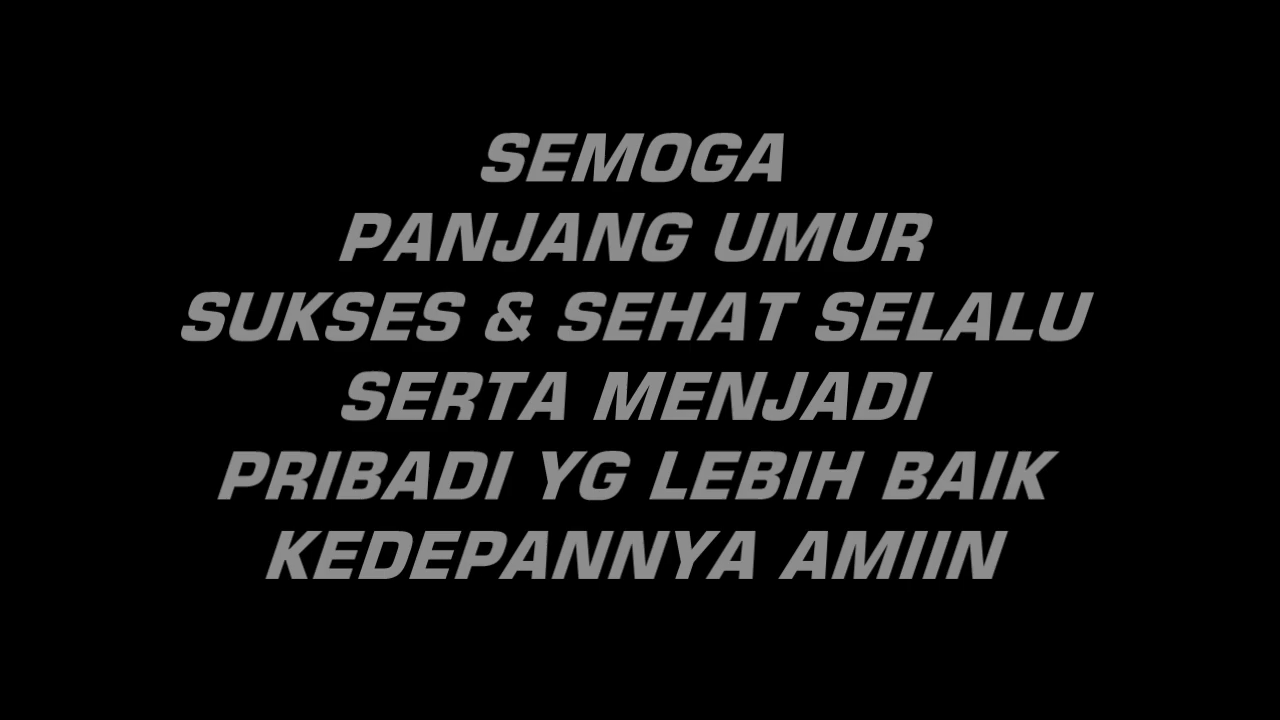 SEMOGA
PANJANG UMUR
SUKSES & SEHAT SELALU
SERTA MENJADI
PRIBADI YG LEBIH BAIK
KEDEPANNYA AMIIN